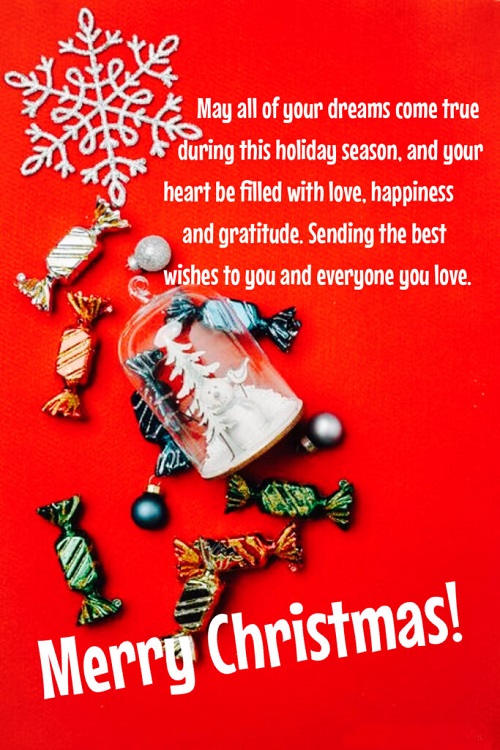 May all of your dreams come true
during this holiday season, and your
heart be filled with love, happiness
and gratitude. Sending the best
wishes to you and everyone you love.
Merry Christmas!